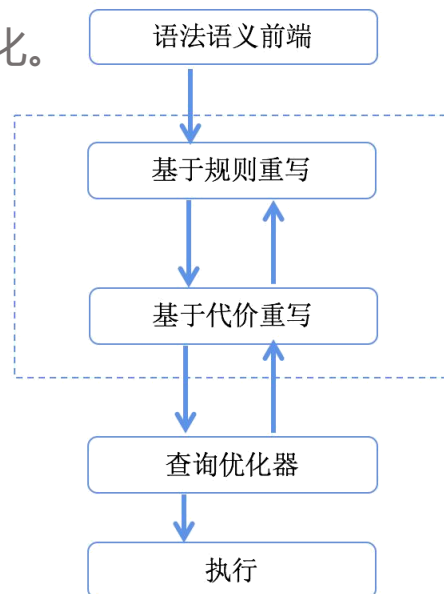 语法语义前端
化。
基于规则重写
基于代价重写
查询优化器
执行